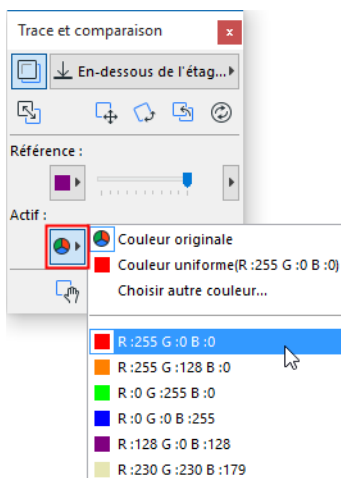 Trace et comparaison
x
En-dessous de l'étag...
Référence :
Actif :
Couleur originale
Couleur uniforme(R :255 G :0 B :0)
Choisir autre couleur...
R :255 G :0 B :0
R :255 G :128 B :0
R :0 G :255 B :0
R :0 G :0 B :255
R :128 G :0 B :128
R :230 G :230 B :179